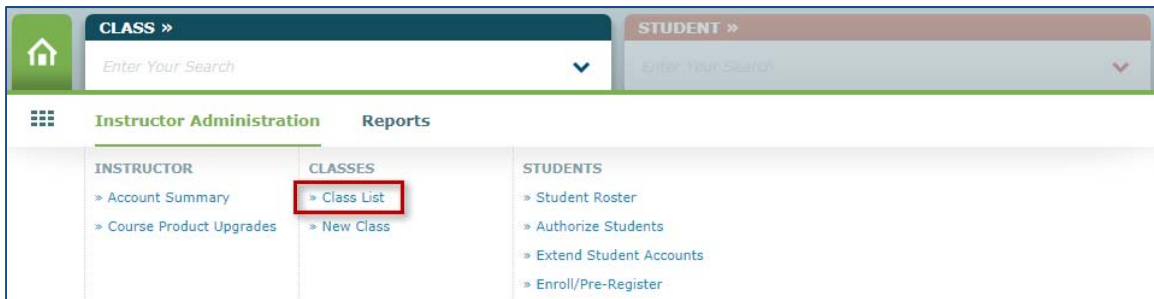 CLASS »
STUDENT »
Enter Your Search
Enter Your Search
Instructor Administration
Reports
INSTRUCTOR
» Account Summary
» Course Product Upgrades
CLASSES
» Class List
» New Class
STUDENTS
» Student Roster
» Authorize Students
» Extend Student Accounts
» Enroll/Pre-Register